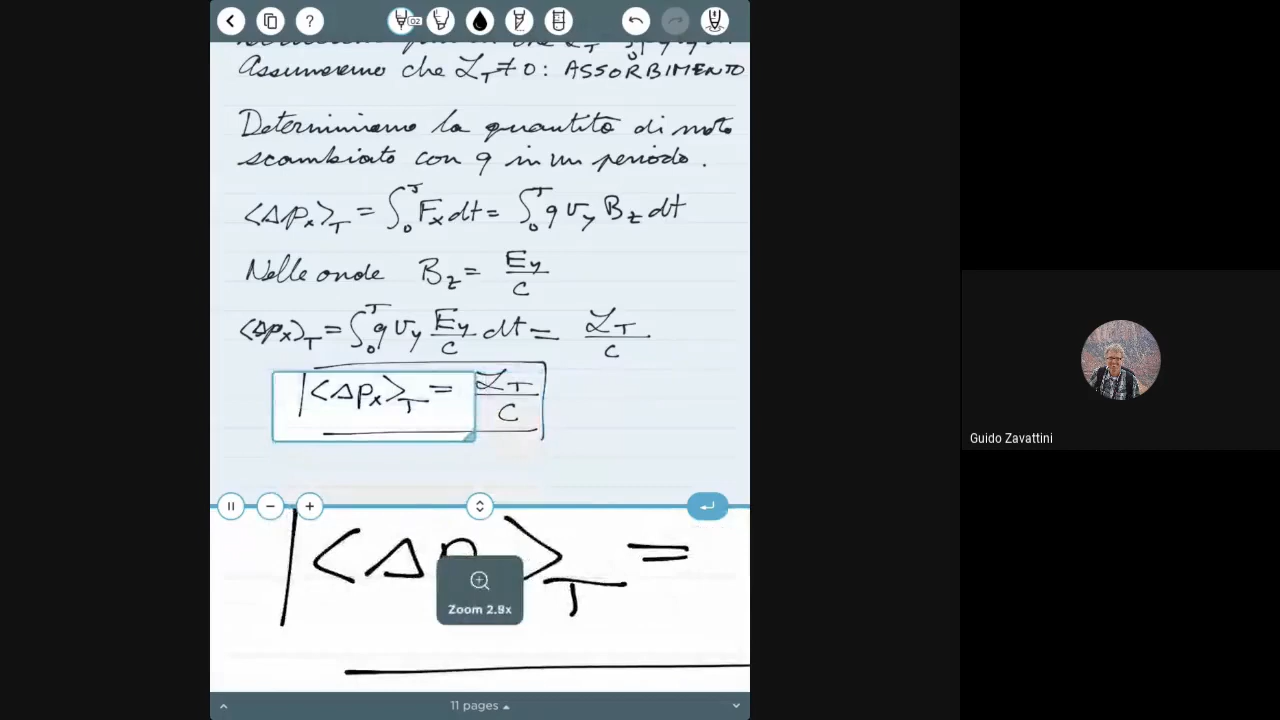 02
Assumeremo che ℒ_T ≠ 0 : ASSORBIMENTO
Determiniamo la quantità di moto
scambiata con q in un periodo.
⟨Δp_x⟩_T = ∫_0^T F_x dt = ∫_0^T q v_y B_z dt
Nelle onde B_z = E_y/c
⟨Δp_x⟩_T = ∫_0^T q v_y E_y/c dt = ℒ_T/c
⟨Δp_x⟩_T = ℒ_T/c
⟨Δp⟩_T =
Zoom 2.9x
11 pages
Guido Zavattini